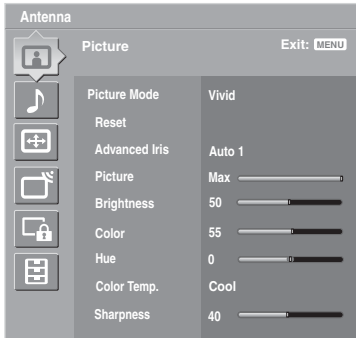 Antenna
Picture Exit: MENU
Picture Mode Vivid
Reset
Advanced Iris Auto 1
Picture Max
Brightness 50
Color 55
Hue 0
Color Temp. Cool
Sharpness 40